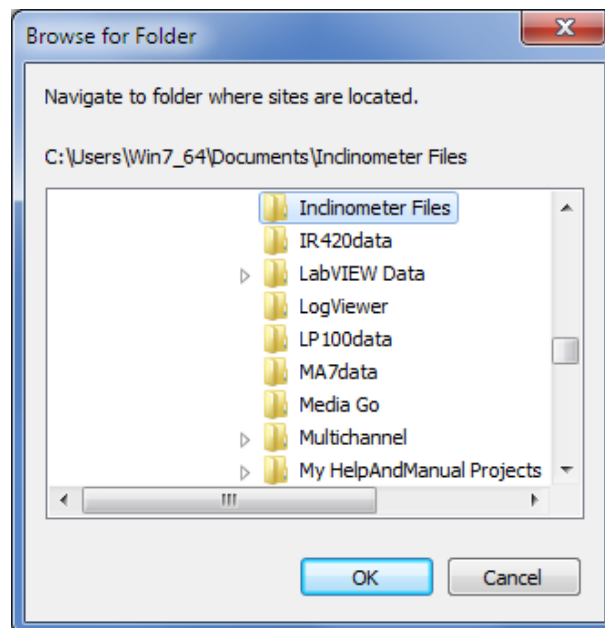 Browse for Folder
Navigate to folder where sites are located.
C:\Users\Win7_64\Documents\Inclinometer Files
Inclinometer Files
IR420data
LabVIEW Data
LogViewer
LP100data
MA7data
Media Go
Multichannel
My HelpAndManual Projects
OK Cancel